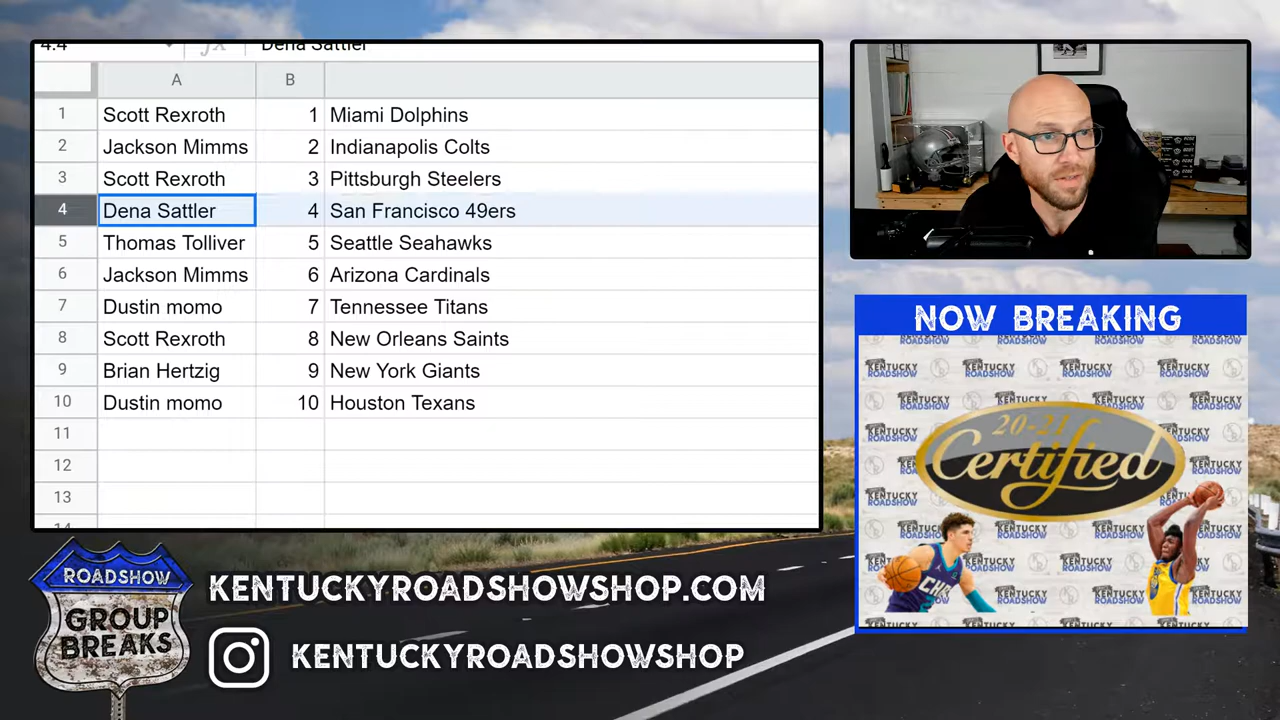 Dena Sattler
A B
1 Scott Rexroth 1 Miami Dolphins
2 Jackson Mimms 2 Indianapolis Colts
3 Scott Rexroth 3 Pittsburgh Steelers
4 Dena Sattler 4 San Francisco 49ers
5 Thomas Tolliver 5 Seattle Seahawks
6 Jackson Mimms 6 Arizona Cardinals
7 Dustin momo 7 Tennessee Titans
8 Scott Rexroth 8 New Orleans Saints
9 Brian Hertzig 9 New York Giants
10 Dustin momo 10 Houston Texans
11
12
13
14
NOW BREAKING
KENTUCKY ROADSHOW
20-21
Certified
ROADSHOW
GROUP
BREAKS
KENTUCKYROADSHOWSHOP.COM
KENTUCKYROADSHOWSHOP